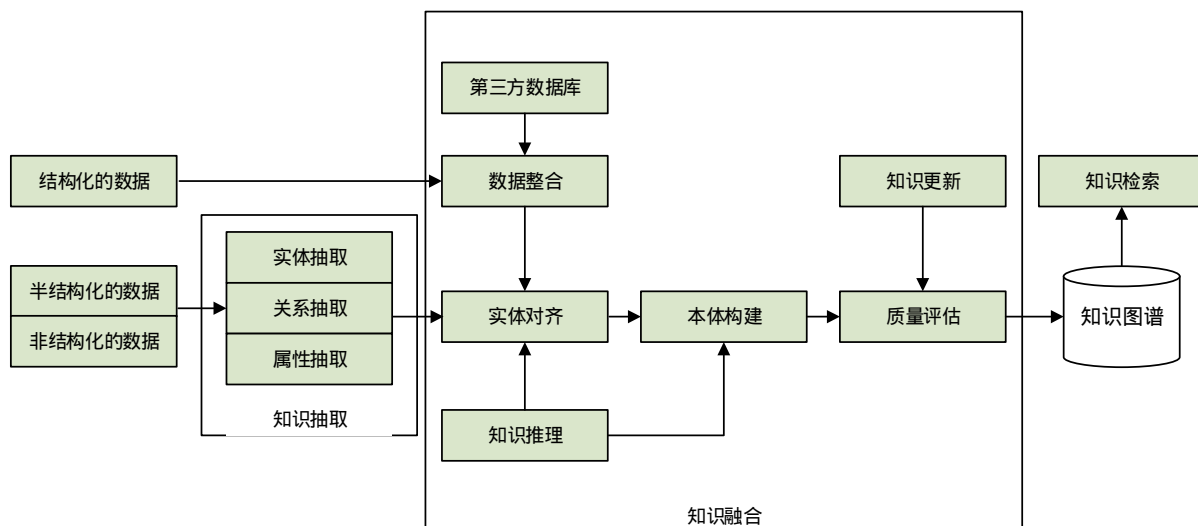 第三方数据库
结构化的数据
数据整合
知识更新
知识检索
实体抽取
半结构化的数据
关系抽取
实体对齐
本体构建
质量评估
知识图谱
非结构化的数据
属性抽取
知识抽取
知识推理
知识融合